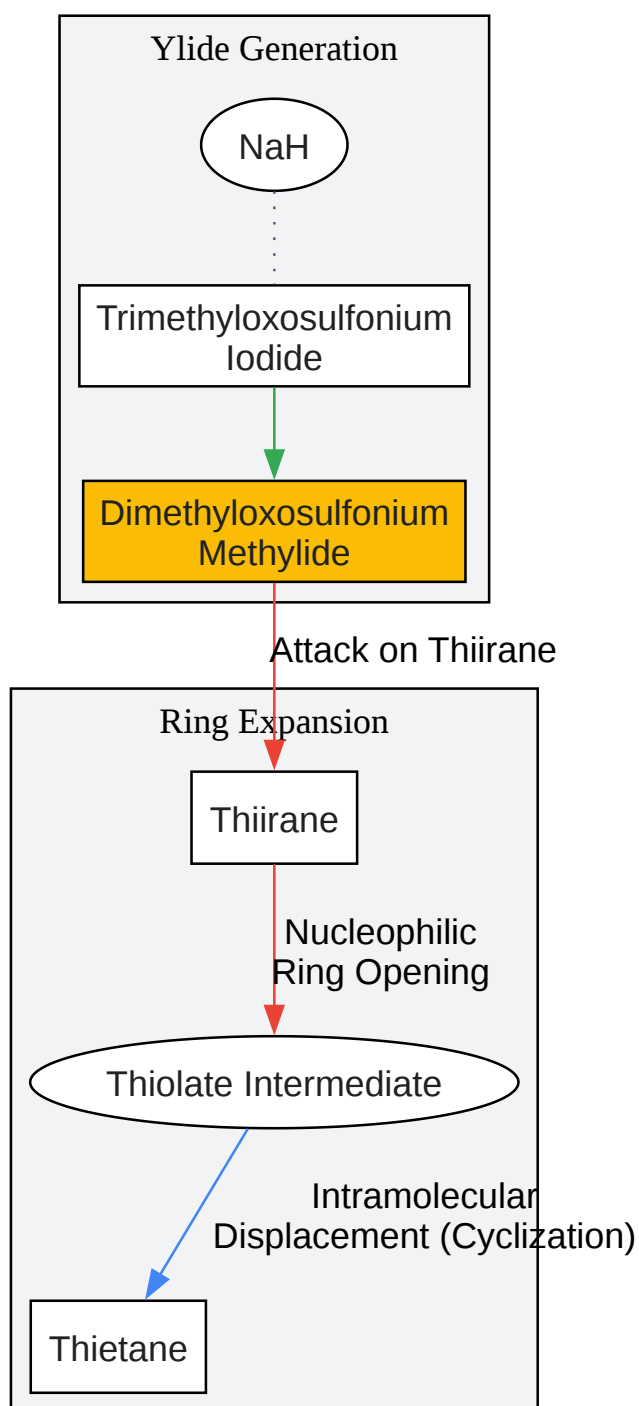 Ylide Generation
NaH
Trimethyloxosulfonium
Iodide
Dimethyloxosulfonium
Methylide
Attack on Thiirane
Ring Expansion
Thiirane
Nucleophilic
Ring Opening
Thiolate Intermediate
Intramolecular
Displacement (Cyclization)
Thietane